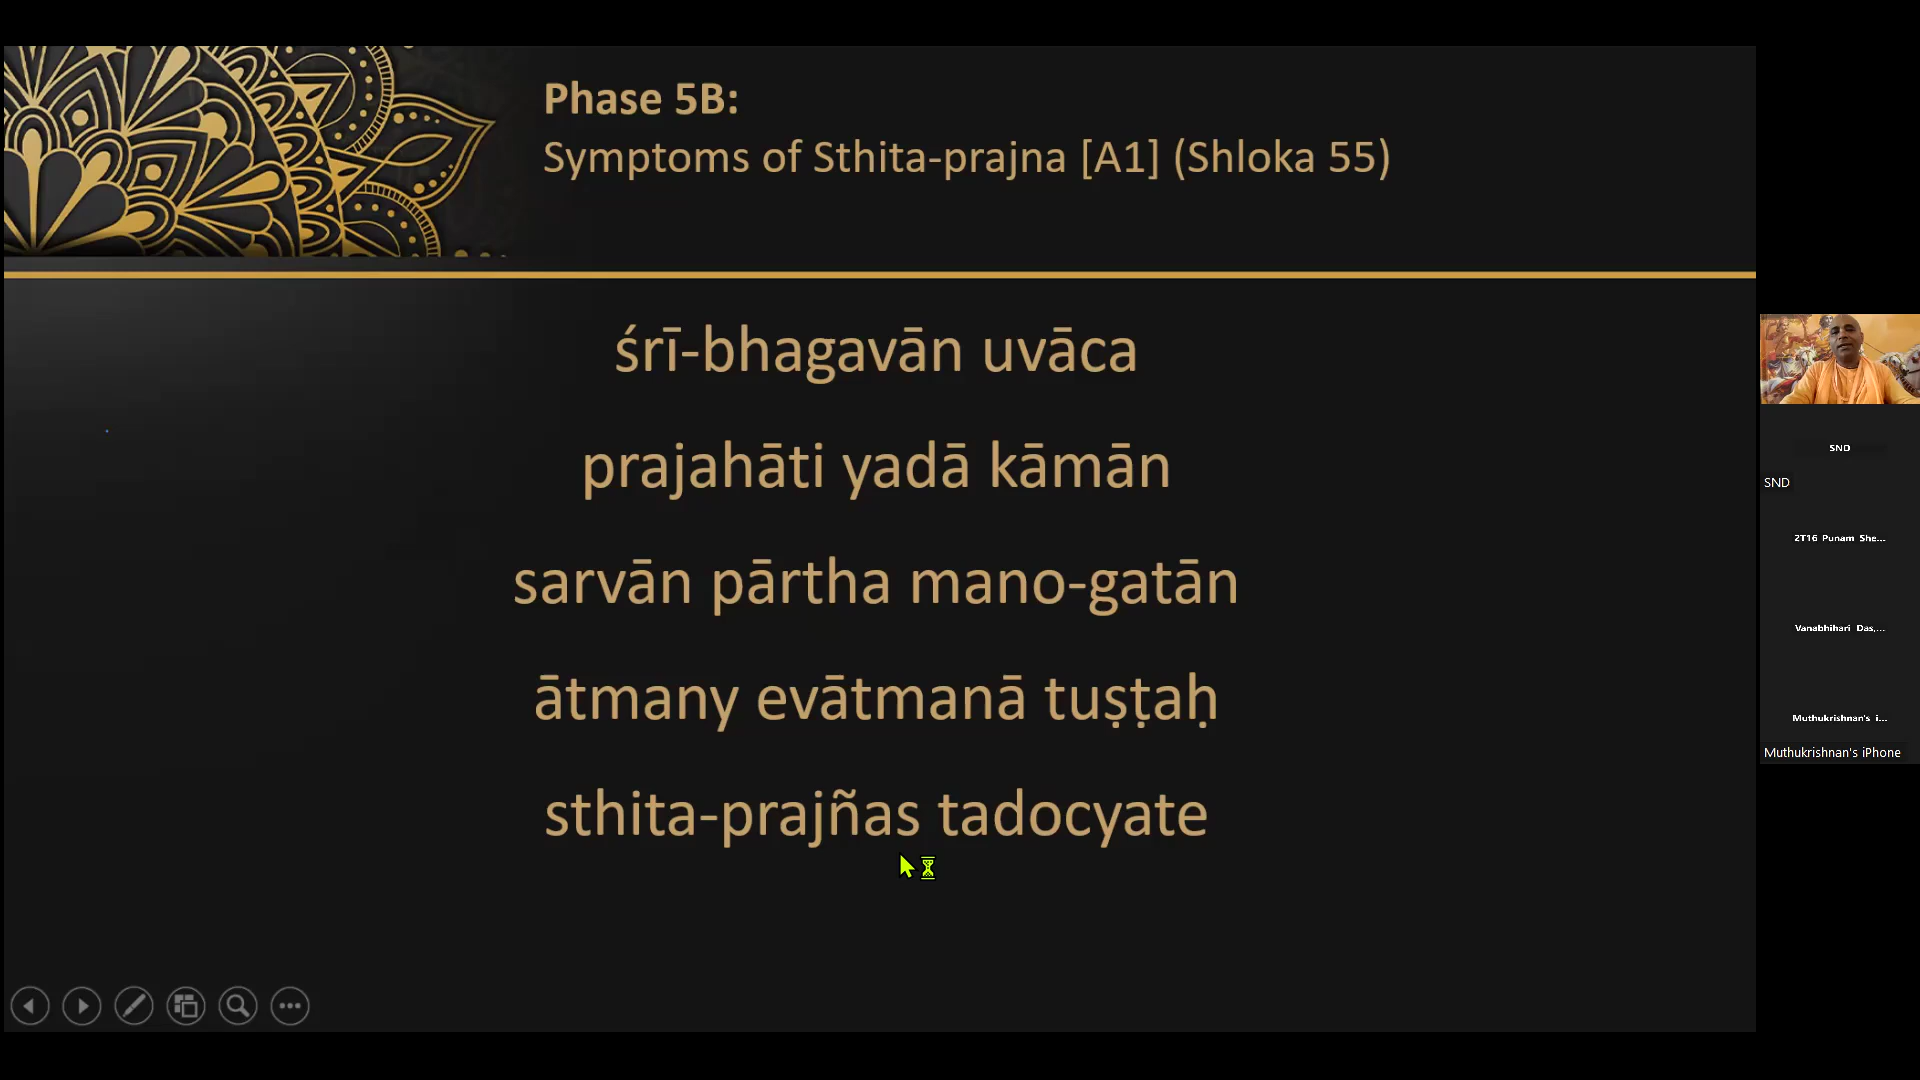 Phase 5B:
Symptoms of Sthita-prajna [A1] (Shloka 55)
śrī-bhagavān uvāca
prajahāti yadā kāmān
sarvān pārtha mano-gatān
ātmany evātmanā tuṣṭaḥ
sthita-prajñas tadocyate
SND
SND
2T16 Punam She...
Vanabhihari Das,...
Muthukrishnan's i...
Muthukrishnan's iPhone